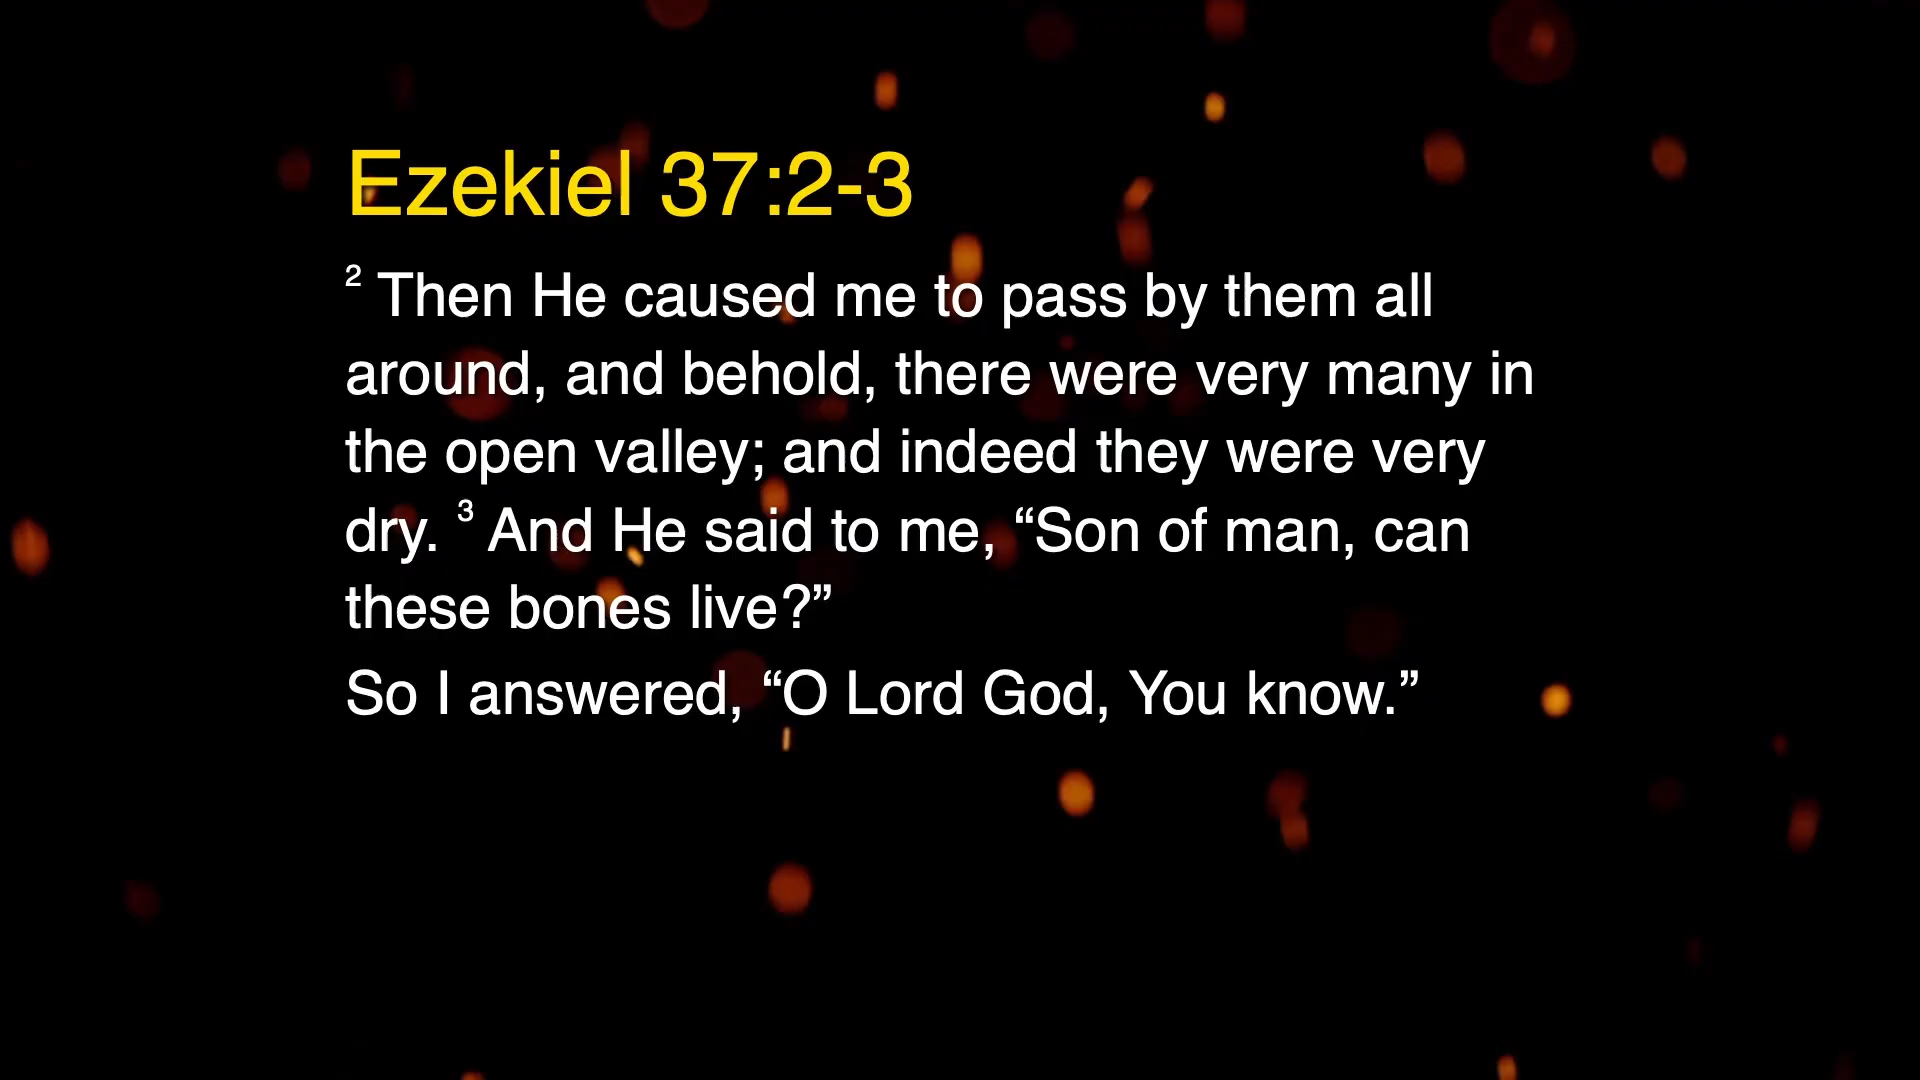 Ezekiel 37:2-3
² Then He caused me to pass by them all
around, and behold, there were very many in
the open valley; and indeed they were very
dry. ³ And He said to me, “Son of man, can
these bones live?”
So I answered, “O Lord God, You know.”